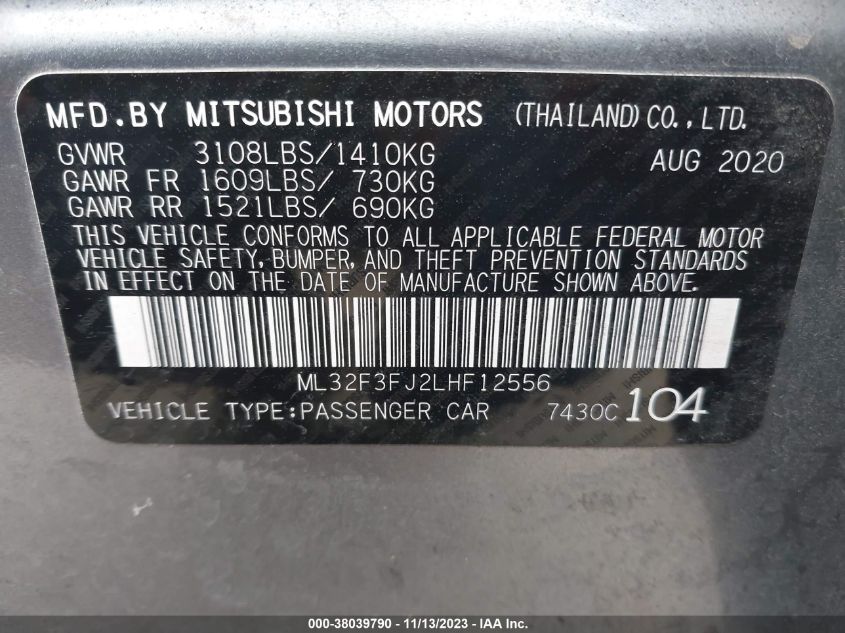 MFD.BY MITSUBISHI MOTORS (THAILAND) CO.,LTD.
GVWR 3108LBS/1410KG AUG 2020
GAWR FR 1609LBS/ 730KG
GAWR RR 1521LBS/ 690KG
THIS VEHICLE CONFORMS TO ALL APPLICABLE FEDERAL MOTOR
VEHICLE SAFETY, BUMPER, AND THEFT PREVENTION STANDARDS
IN EFFECT ON THE DATE OF MANUFACTURE SHOWN ABOVE.
ML32F3FJ2LHF12556
VEHICLE TYPE:PASSENGER CAR 7430C 104
000-38039790 - 11/13/2023 - IAA Inc.